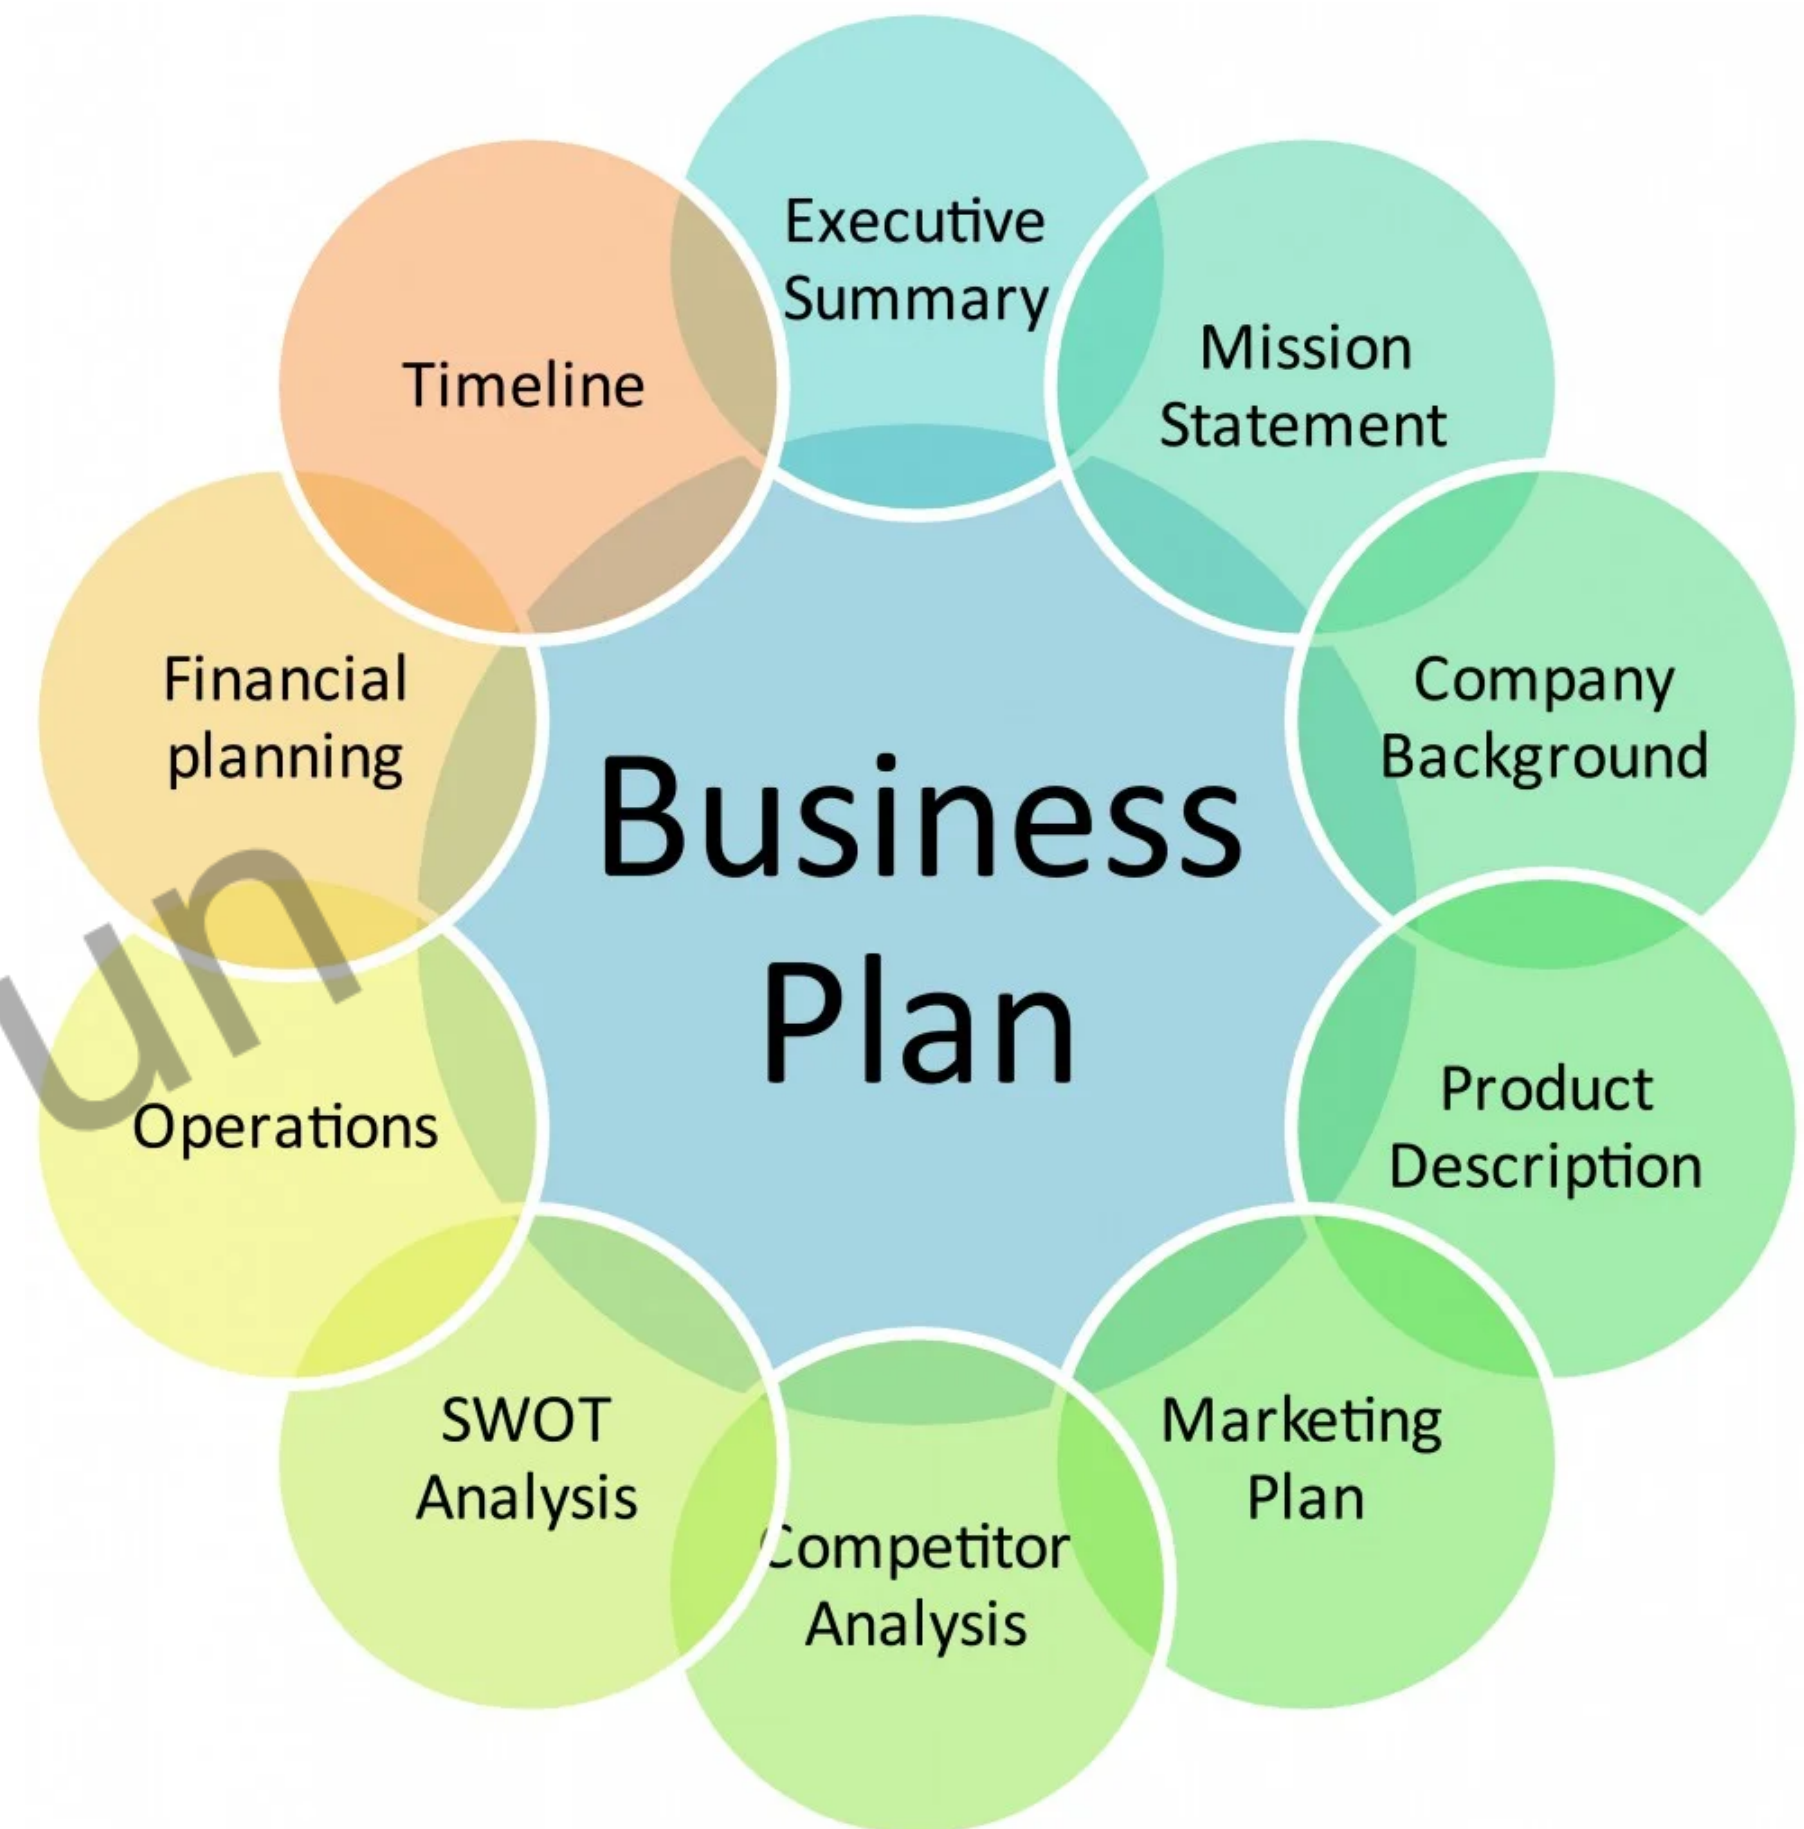 Executive
Summary
Mission
Statement
Company
Background
Product
Description
Marketing
Plan
Competitor
Analysis
SWOT
Analysis
Operations
Financial
planning
Timeline
Business
Plan
un